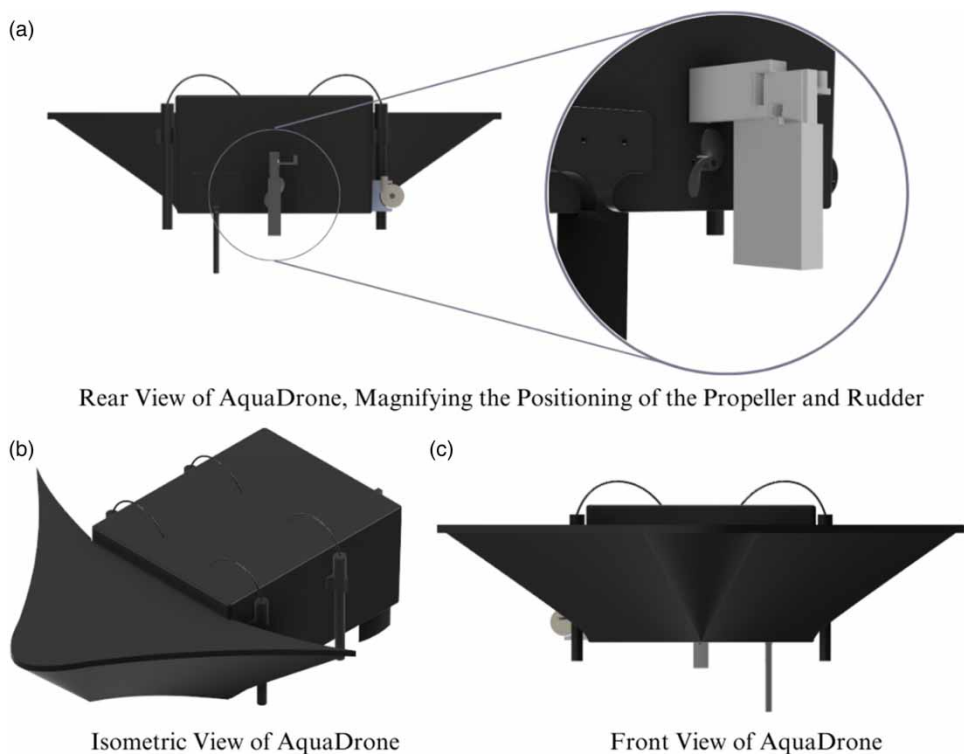 (a)
Rear View of AquaDrone, Magnifying the Positioning of the Propeller and Rudder
(b)
(c)
Isometric View of AquaDrone
Front View of AquaDrone